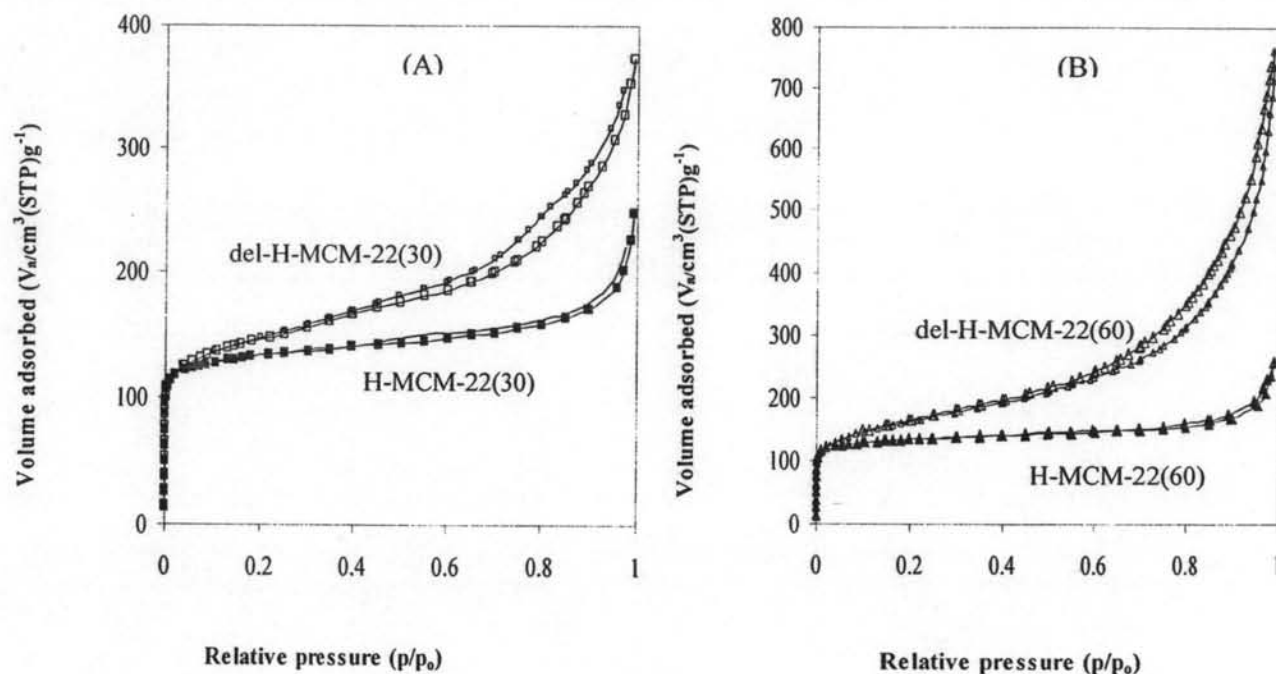 (A)
400
300
200
100
0
Volume adsorbed (Vₐ/cm³(STP)g⁻¹)
del-H-MCM-22(30)
H-MCM-22(30)
0 0.2 0.4 0.6 0.8 1
Relative pressure (p/pₒ)
(B)
800
700
600
500
400
300
200
100
0
Volume adsorbed (Vₐ/cm³(STP)g⁻¹)
del-H-MCM-22(60)
H-MCM-22(60)
0 0.2 0.4 0.6 0.8 1
Relative pressure (p/pₒ)